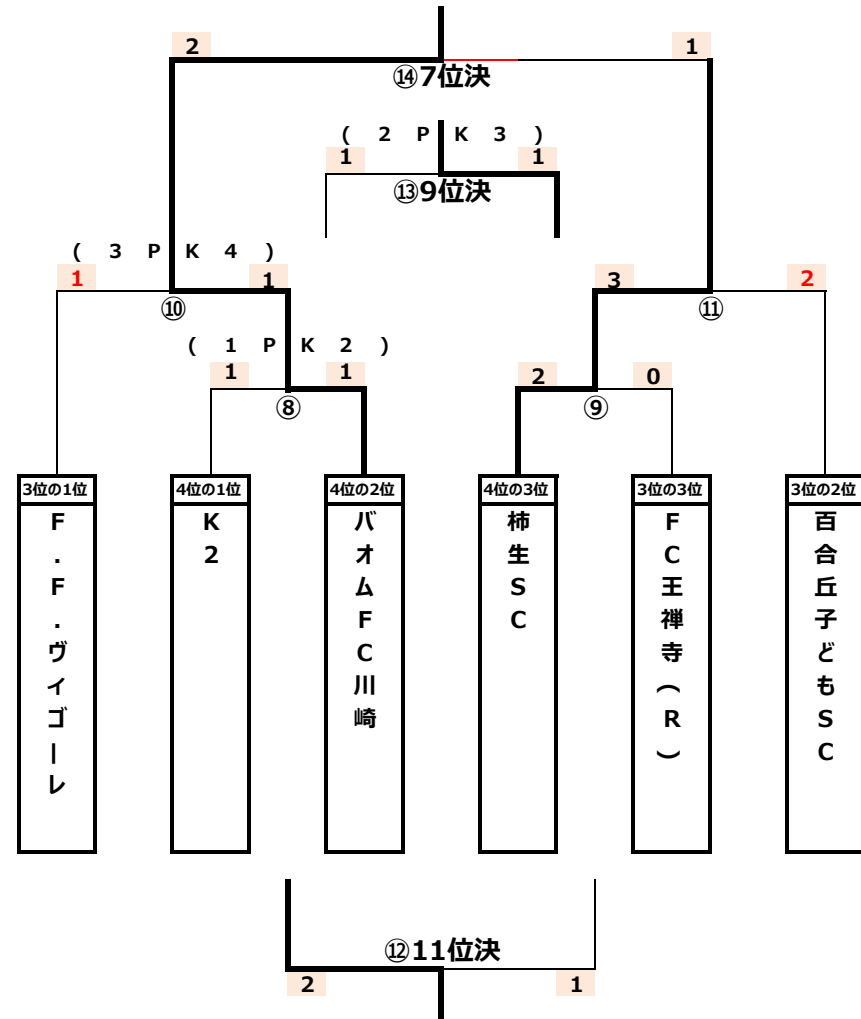 2 1
⑭7位決
( 2 P K 3 )
1 1
⑬9位決
( 3 P K 4 )
1 1 3 2
⑩ ⑪
( 1 P K 2 )
1 1 2 0
⑧ ⑨
3位の1位 4位の1位 4位の2位 4位の3位 3位の3位 3位の2位
F.F.ヴィゴーレ
K2
バオムFC川崎
柿生SC
FC王禅寺(R)
百合丘子どもSC
⑫11位決
2 1